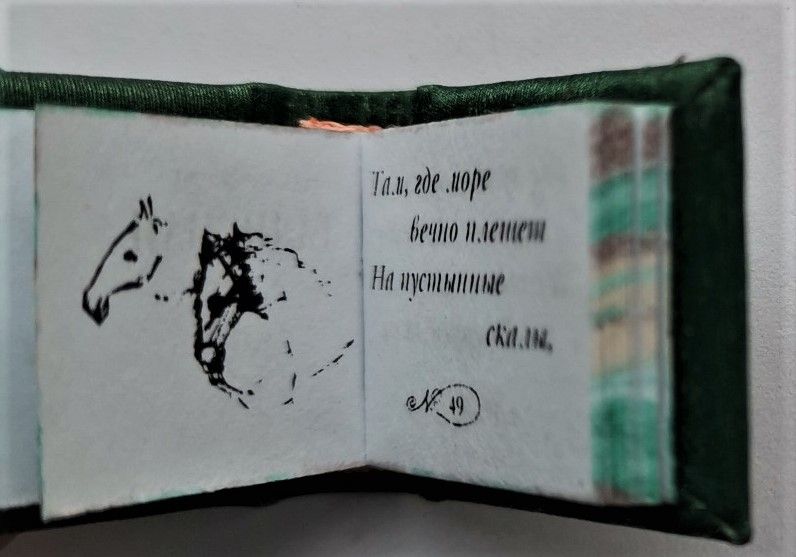 Там, где море
вечно плещет
На пустынные
скалы,
№ 49